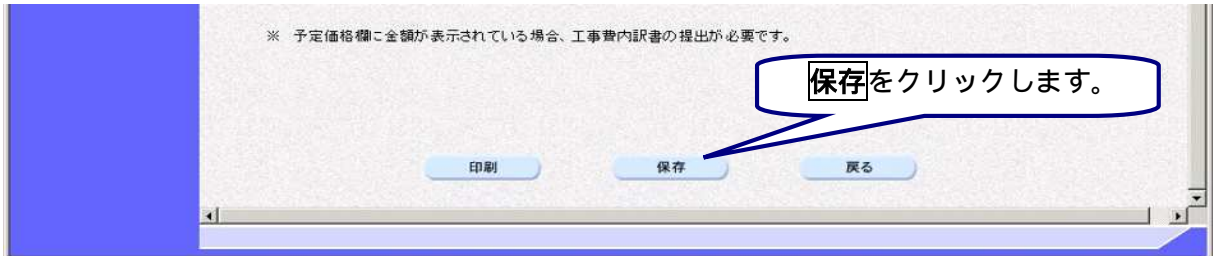 ※ 予定価格欄に金額が表示されている場合、工事費内訳書の提出が必要です。
保存をクリックします。
印刷 保存 戻る